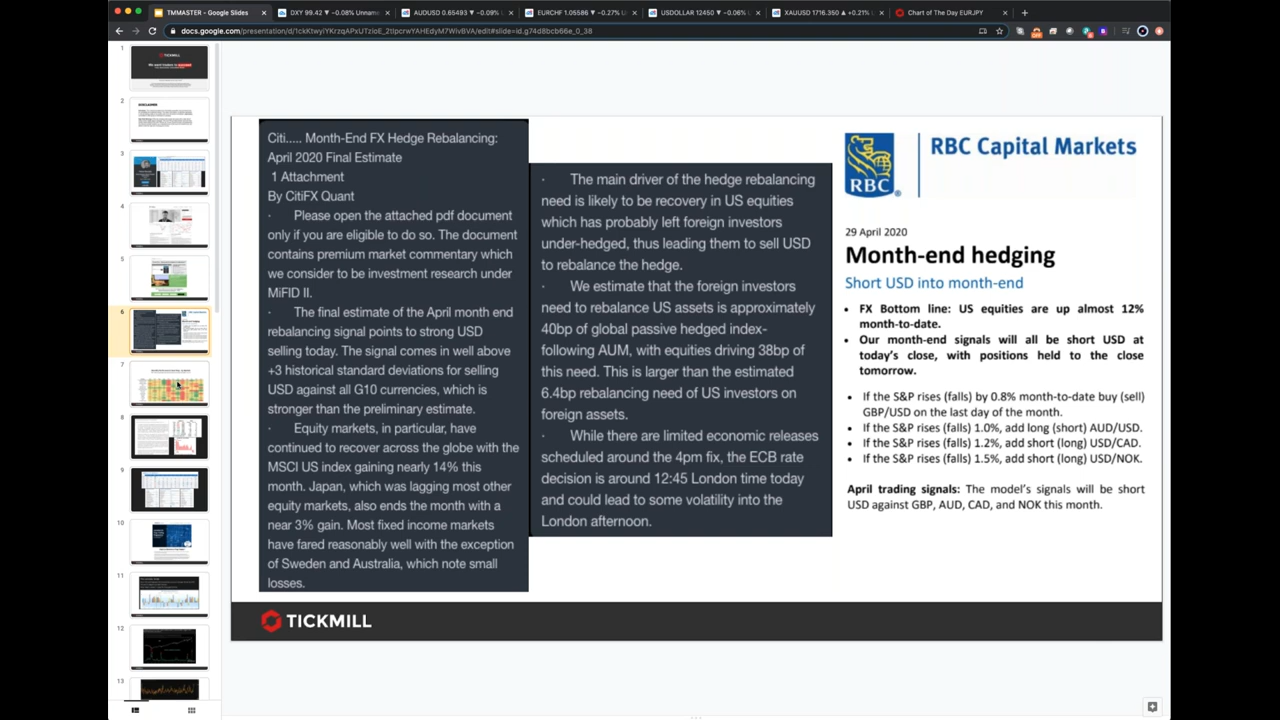 TMMASTER - Google Slides
DXY 99.42 ▼ −0.08% Unnam
AUDUSD 0.65493 ▼ −0.09% U
EURCHF 1.05586 ▼ −0.27% U
USDOLLAR 12450 ▼ −0.06% U
XAUUSD 1716.350 ▲ +0.21%
Chart of The Day EURJPY
1
2
DISCLAIMER
3
4
5
6
7
8
9
10
11
12
13
Citi..... Month-End FX Hedge Rebalancing:
April 2020 Final Estimate
1 Attachment
By CitiFX Quant
Please open the attached pdf document
only if you are eligible to do so. The document
contains premium market commentary which
we consider to be investment research under
MiFID II.
· The final estimate of the April month end
rebalancing signal points to strong USD
selling today. The signal comes in well above
+3 historical standard deviations for selling
USD against all G10 currencies, which is
stronger than the preliminary estimate.
· Equity markets, in particular, have
continued to recover across the globe with the
MSCI US index gaining nearly 14% this
month. Japan, which was lagging most other
equity markets, also ends the month with a
near 3% gain. Most fixed income markets
have fared reasonably well with the exception
of Sweden and Australia, which note small
losses.
· The main driver of the hedge rebalancing
need is likely to be recovery in US equities
which has notably left foreign investors
underhedged, thus leading them to sell USD
to rebalance the hedge.
· We estimate that the foreign investors
need to hedge US assets by approximately
40bp of global passive hedged index-
following AUM with equities driving 38bp of
this need. This is larger than the estimated
6.4bp hedging need of US investors on
foreign assets.
· While there are limited economic releases
scheduled around the 4pm fix, the ECB rate
decision is around 12:45 London time today
and could lead to some volatility into the
London afternoon.
RBC
RBC Capital Markets
29 April 2020
Month-end hedging
Short USD into month-end
• FX Bottom line: US equities are up almost 12%
month-to-date.
• Our month-end signals will all be short USD at
today's close, with positions held to the close
tomorrow.
• If the S&P rises (falls) by 0.8% month-to-date buy (sell)
GBP/USD on the last day of the month.
• If the S&P rises (falls) 1.0%, add long (short) AUD/USD.
• If the S&P rises (falls) 1.2%, add short (long) USD/CAD.
• If the S&P rises (falls) 1.5%, add short (long) USD/NOK.
April trading signals: The model's signals will be short
USD against GBP, AUD, CAD, and NOK this month.
TICKMILL